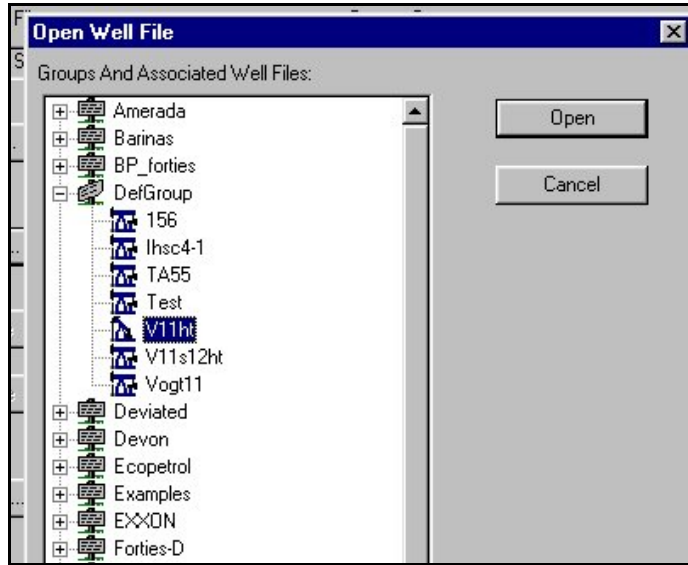 Open Well File
Groups And Associated Well Files:
Amerada
Barinas
BP_forties
DefGroup
156
lhsc4-1
TA55
Test
V11ht
V11s12ht
Vogt11
Deviated
Devon
Ecopetrol
Examples
EXXON
Forties-D
Open
Cancel